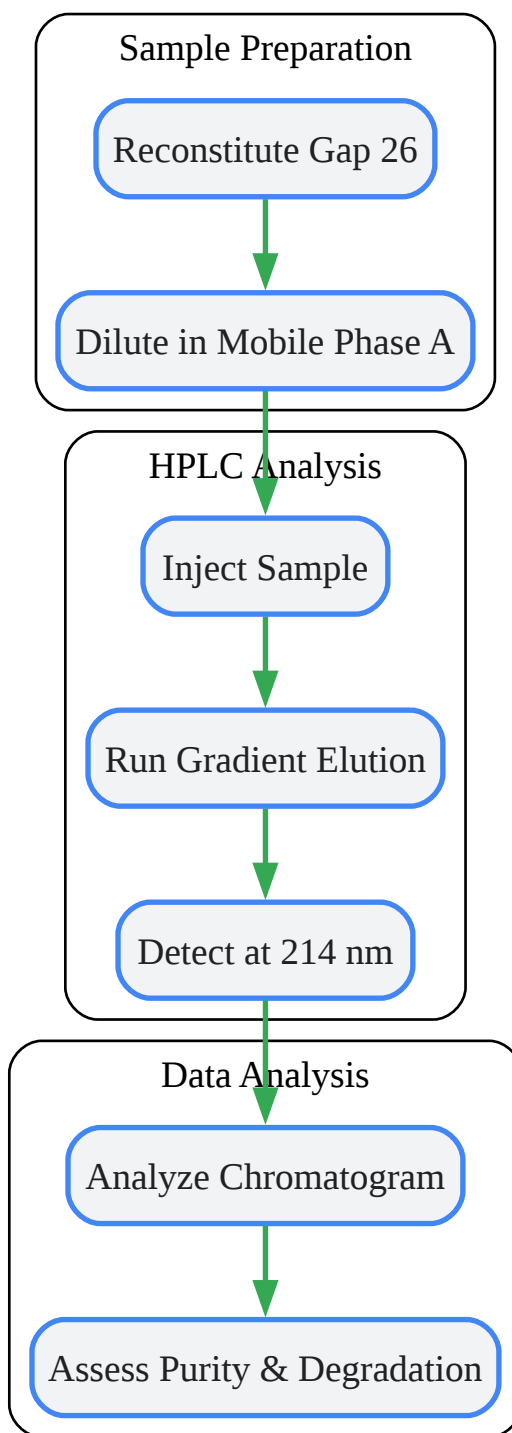 Sample Preparation
Reconstitute Gap 26
Dilute in Mobile Phase A
HPLC Analysis
Inject Sample
Run Gradient Elution
Detect at 214 nm
Data Analysis
Analyze Chromatogram
Assess Purity & Degradation